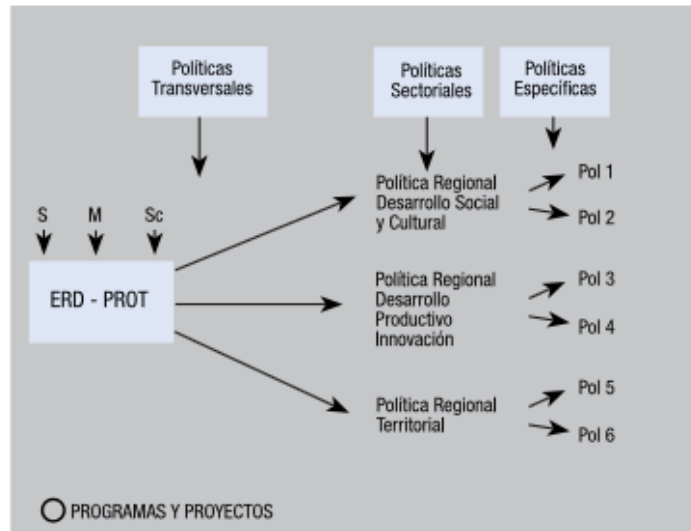 Políticas
Transversales
Políticas
Sectoriales
Políticas
Específicas
S M Sc
ERD - PROT
Política Regional
Desarrollo Social
y Cultural
Pol 1
Pol 2
Política Regional
Desarrollo
Productivo
Innovación
Pol 3
Pol 4
Política Regional
Territorial
Pol 5
Pol 6
PROGRAMAS Y PROYECTOS